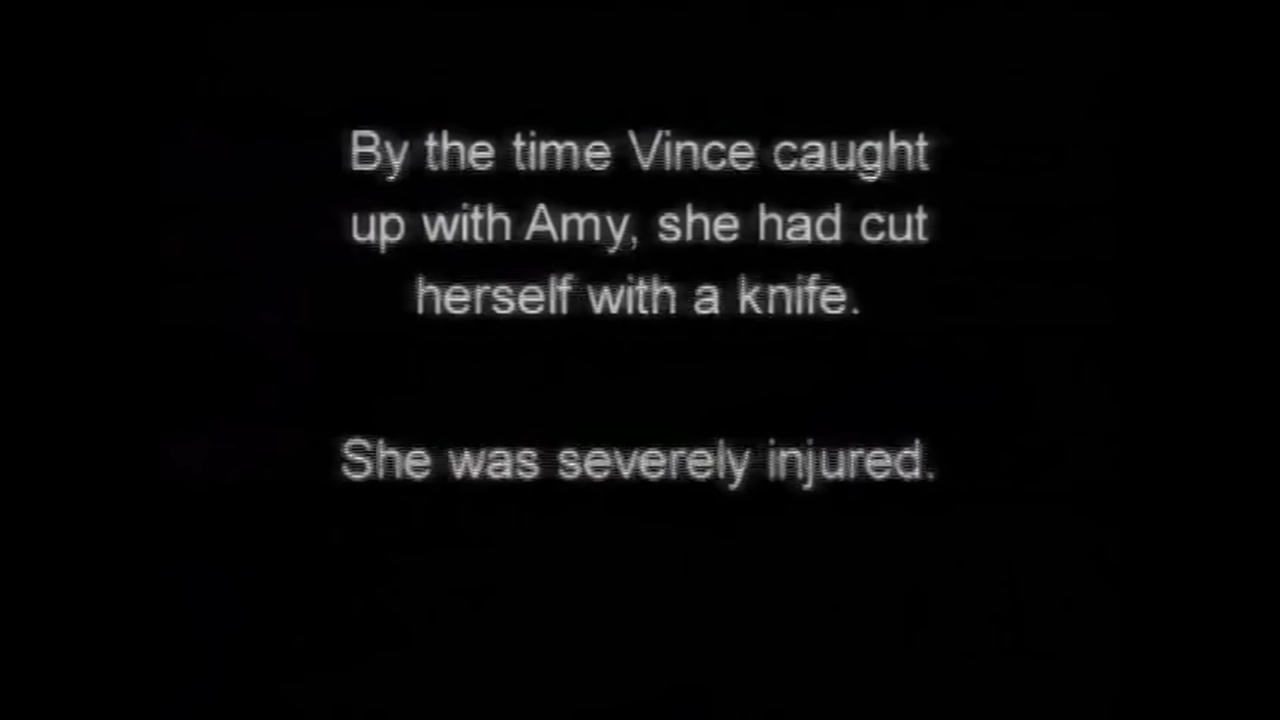 By the time Vince caught
up with Amy, she had cut
herself with a knife.
She was severely injured.